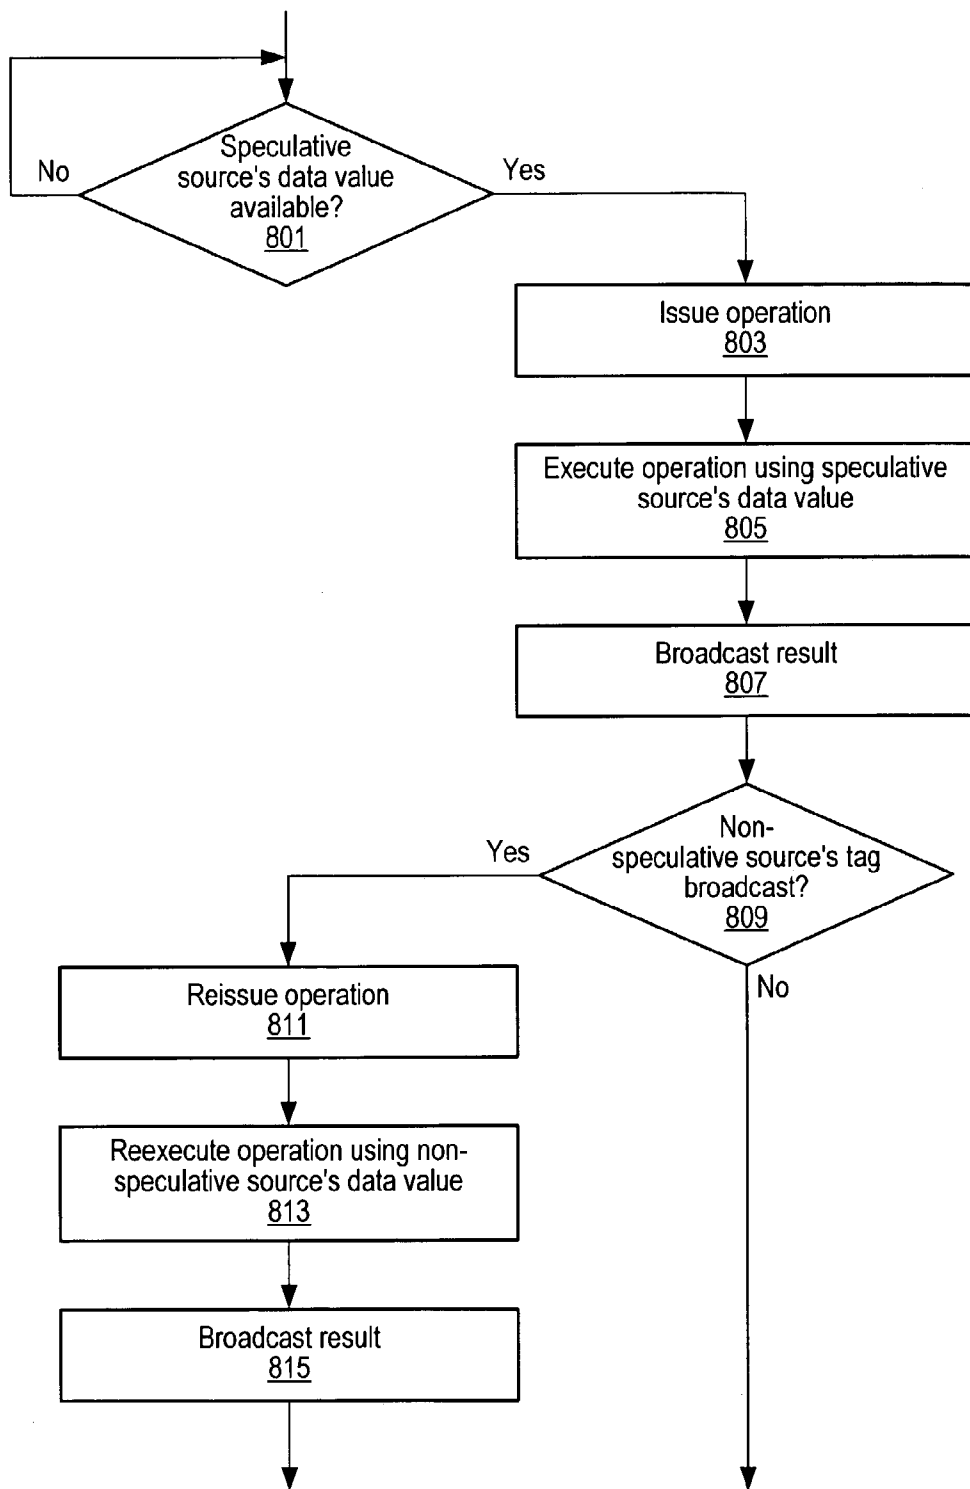 Speculative
source's data value
available?
801
No
Yes
Issue operation
803
Execute operation using speculative
source's data value
805
Broadcast result
807
Non-
speculative source's tag
broadcast?
809
Yes
No
Reissue operation
811
Reexecute operation using non-
speculative source's data value
813
Broadcast result
815